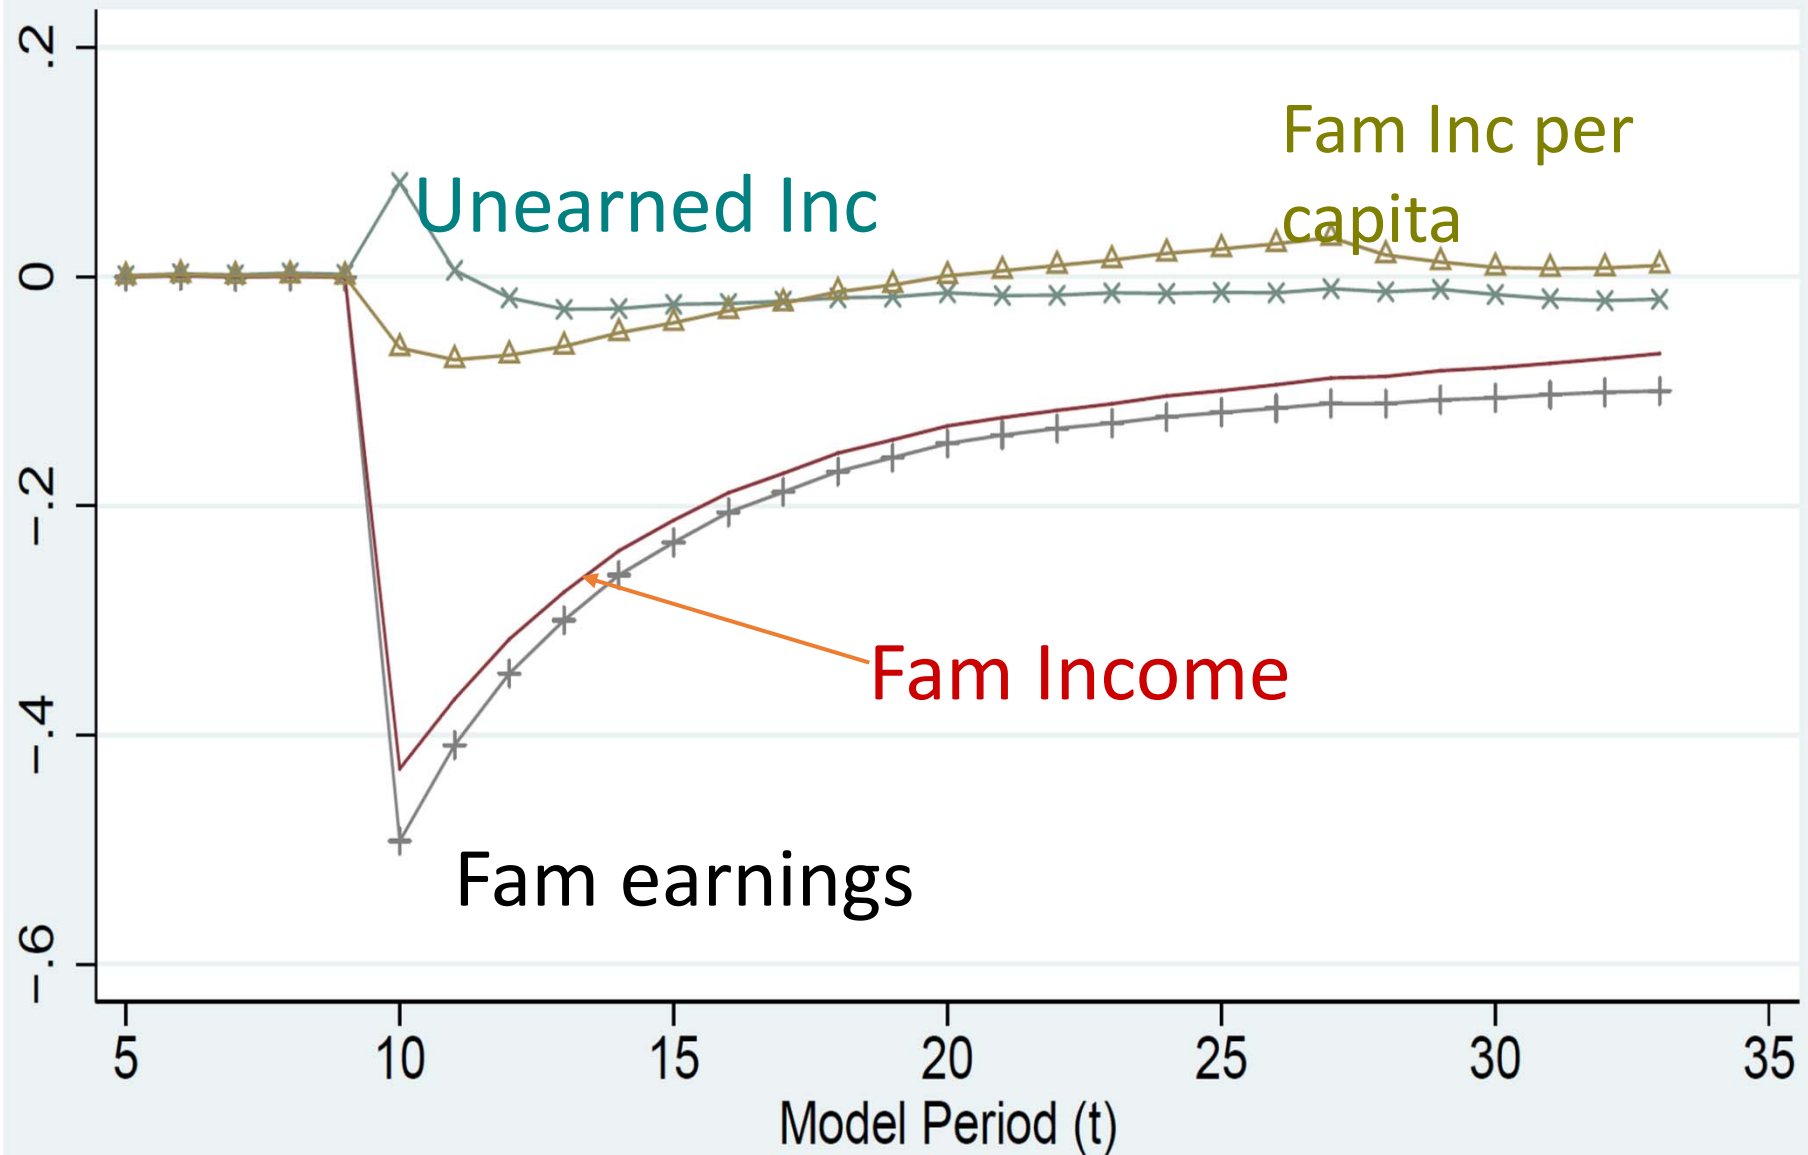 .2
0
−.2
−.4
−.6
Fam Inc per
capita
Unearned Inc
Fam Income
Fam earnings
5 10 15 20 25 30 35
Model Period (t)